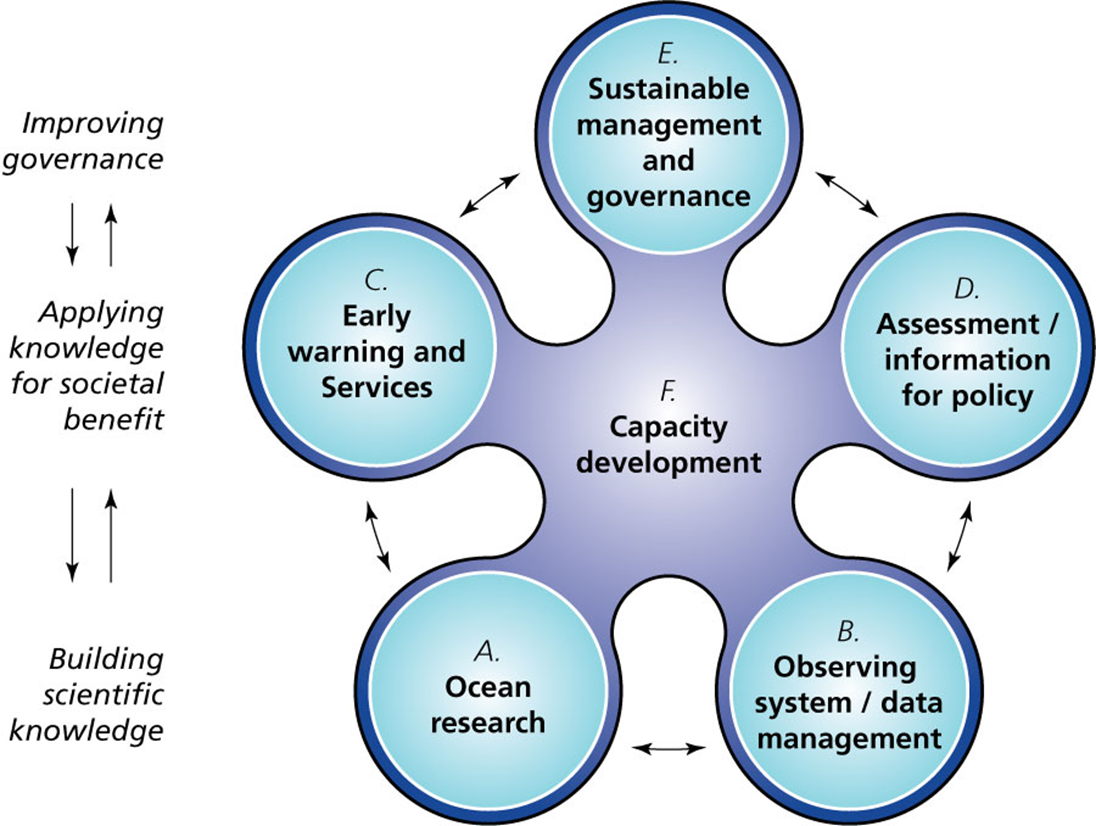 Improving
governance
Applying
knowledge
for societal
benefit
Building
scientific
knowledge
E.
Sustainable
management
and
governance
C.
Early
warning and
Services
D.
Assessment /
information
for policy
F.
Capacity
development
A.
Ocean
research
B.
Observing
system / data
management